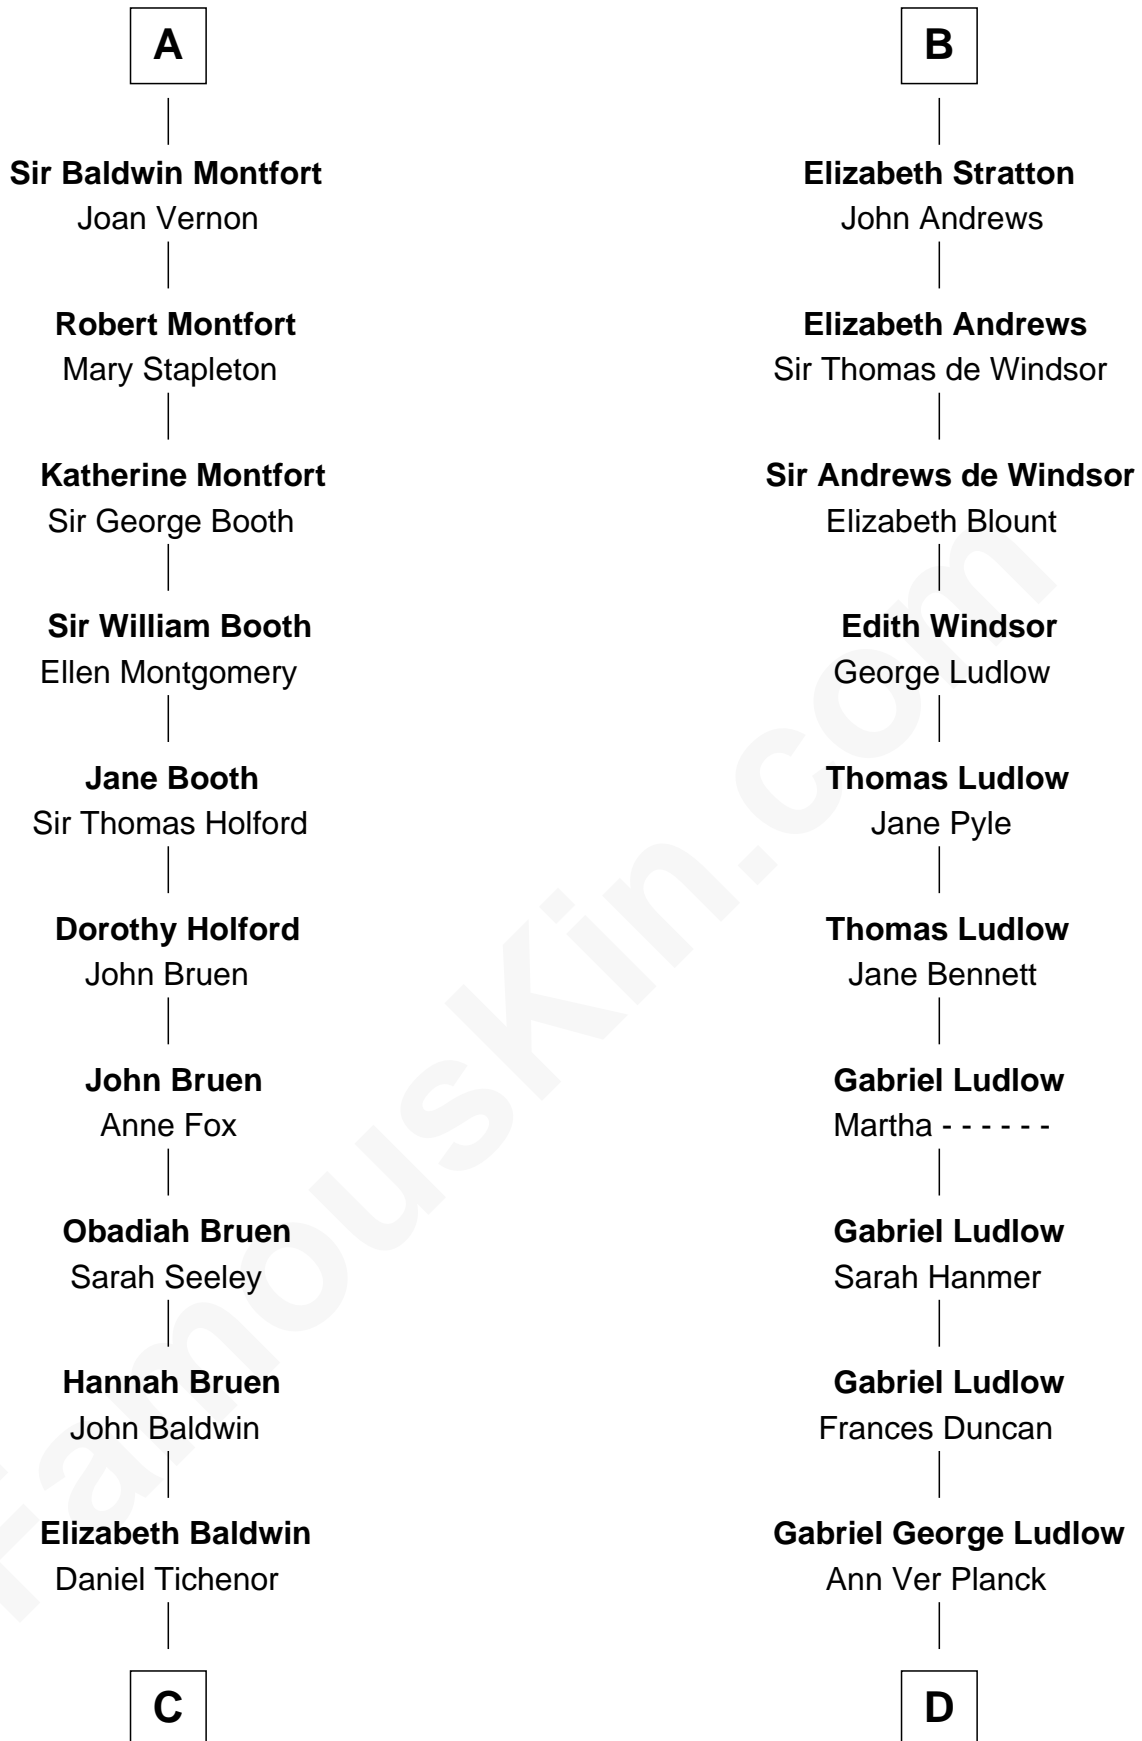 A
Sir Baldwin Montfort
Joan Vernon
Robert Montfort
Mary Stapleton
Katherine Montfort
Sir George Booth
Sir William Booth
Ellen Montgomery
Jane Booth
Sir Thomas Holford
Dorothy Holford
John Bruen
John Bruen
Anne Fox
Obadiah Bruen
Sarah Seeley
Hannah Bruen
John Baldwin
Elizabeth Baldwin
Daniel Tichenor
C
B
Elizabeth Stratton
John Andrews
Elizabeth Andrews
Sir Thomas de Windsor
Sir Andrews de Windsor
Elizabeth Blount
Edith Windsor
George Ludlow
Thomas Ludlow
Jane Pyle
Thomas Ludlow
Jane Bennett
Gabriel Ludlow
Martha - - - - - -
Gabriel Ludlow
Sarah Hanmer
Gabriel Ludlow
Frances Duncan
Gabriel George Ludlow
Ann Ver Planck
D
FamousKin.com